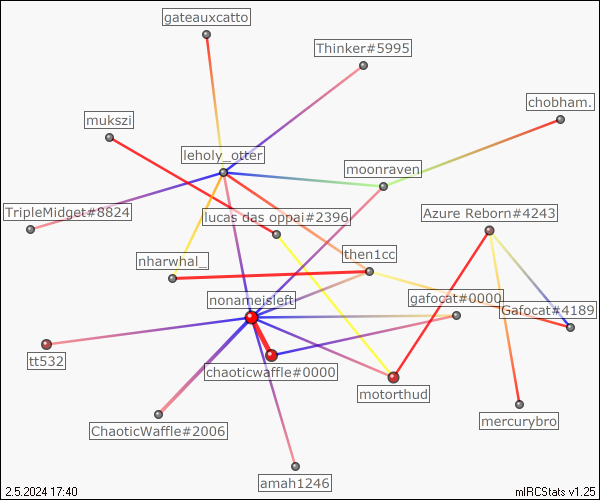 gateauxcatto
Thinker#5995
chobham.
mukszi
leholy_otter
moonraven
TripleMidget#8824
lucas das oppai#2396
Azure Reborn#4243
nharwhal_
then1cc
nonameisleft
gafocat#0000
Gafocat#4189
tt532
chaoticwaffle#0000
motorthud
mercurybro
ChaoticWaffle#2006
amah1246
2.5.2024 17:40
mIRCStats v1.25